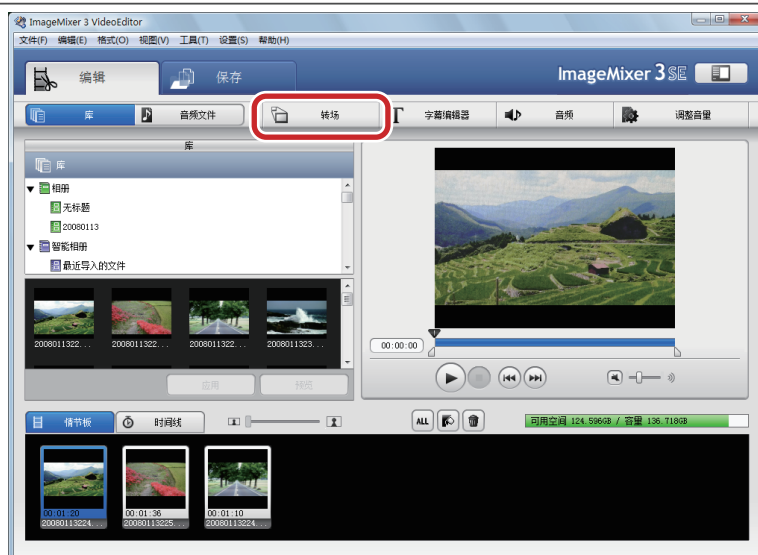 ImageMixer 3 VideoEditor
文件(F) 编辑(E) 格式(O) 视图(V) 工具(T) 设置(S) 帮助(H)
编辑 保存 ImageMixer 3 SE
库 音频文件 转场 T 字幕编辑器 音频 调整音量
库
库
相册
无标题
20080113
智能相册
最近导入的文件
2008011322... 2008011322... 2008011322... 2008011323...
00:00:00
应用 预览
情节板 时间线 ALL 可用空间 124.596GB / 容量 136.718GB
00:01:20 00:01:36 00:01:10
20080113224... 20080113225... 20080113224...